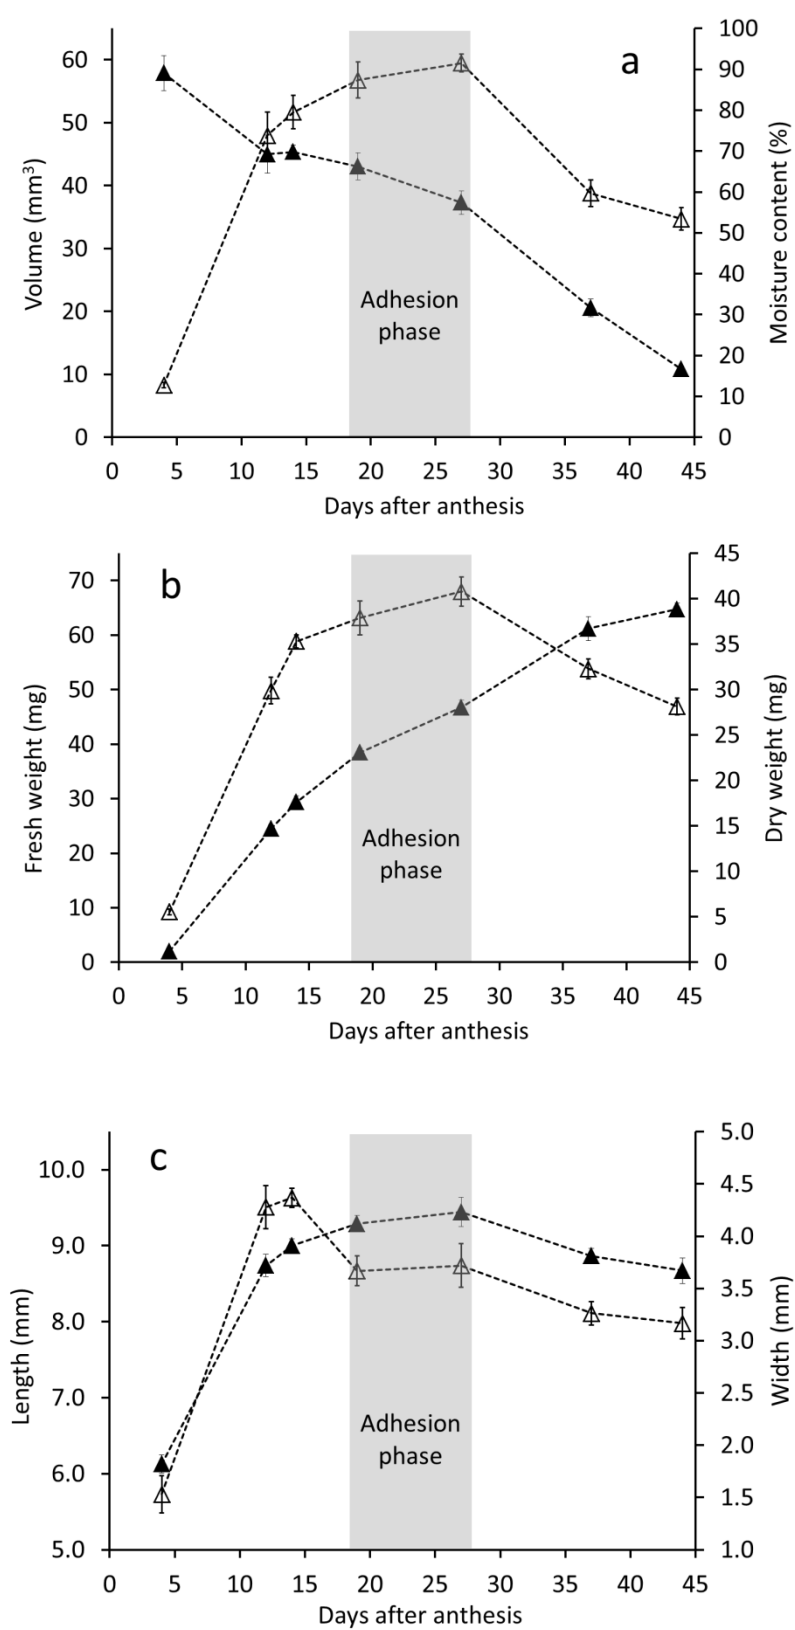 a
Volume (mm³)
60
50
40
30
20
10
0
100
90
80
70
60
50
40
30
20
10
0
Moisture content (%)
Adhesion
phase
0 5 10 15 20 25 30 35 40 45
Days after anthesis
b
Fresh weight (mg)
70
60
50
40
30
20
10
0
45
40
35
30
25
20
15
10
5
0
Dry weight (mg)
Adhesion
phase
0 5 10 15 20 25 30 35 40 45
Days after anthesis
c
Length (mm)
10.0
9.0
8.0
7.0
6.0
5.0
5.0
4.5
4.0
3.5
3.0
2.5
2.0
1.5
1.0
Width (mm)
Adhesion
phase
0 5 10 15 20 25 30 35 40 45
Days after anthesis